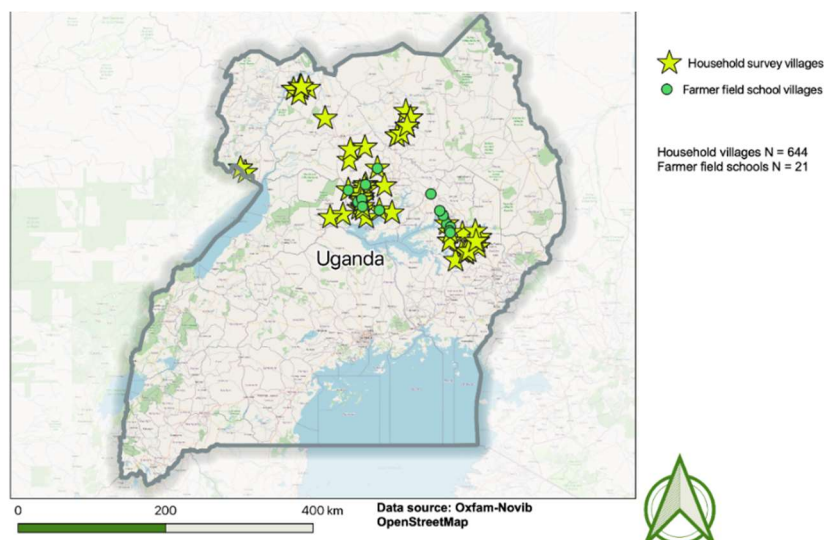 Household survey villages
Farmer field school villages
Household villages N = 644
Farmer field schools N = 21
Uganda
0 200 400 km
Data source: Oxfam-Novib
OpenStreetMap